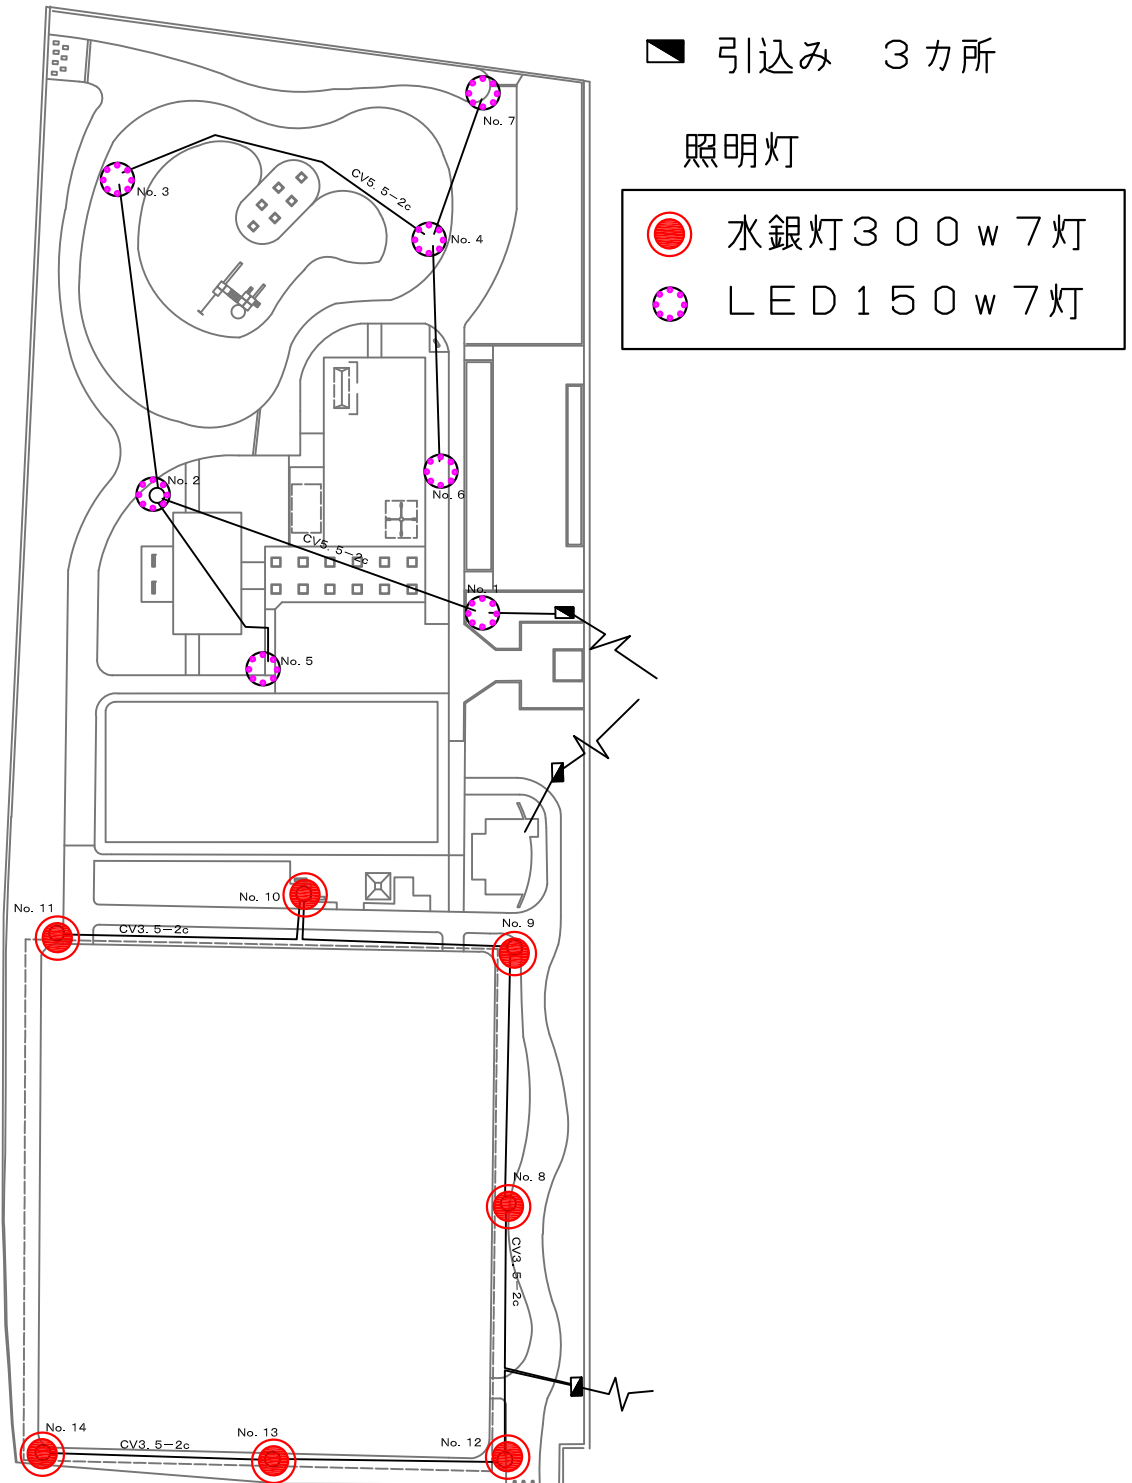 引込み　３カ所
照明灯
水銀灯３００ｗ７灯
ＬＥＤ１５０ｗ７灯
No. 7
No. 3
CV5. 5-2c
No. 4
No. 2
No. 6
CV5. 5-2c
No. 1
No. 5
No. 10
No. 11
No. 9
CV3. 5-2c
No. 8
CV3. 5-2c
No. 14
No. 13
No. 12
CV3. 5-2c